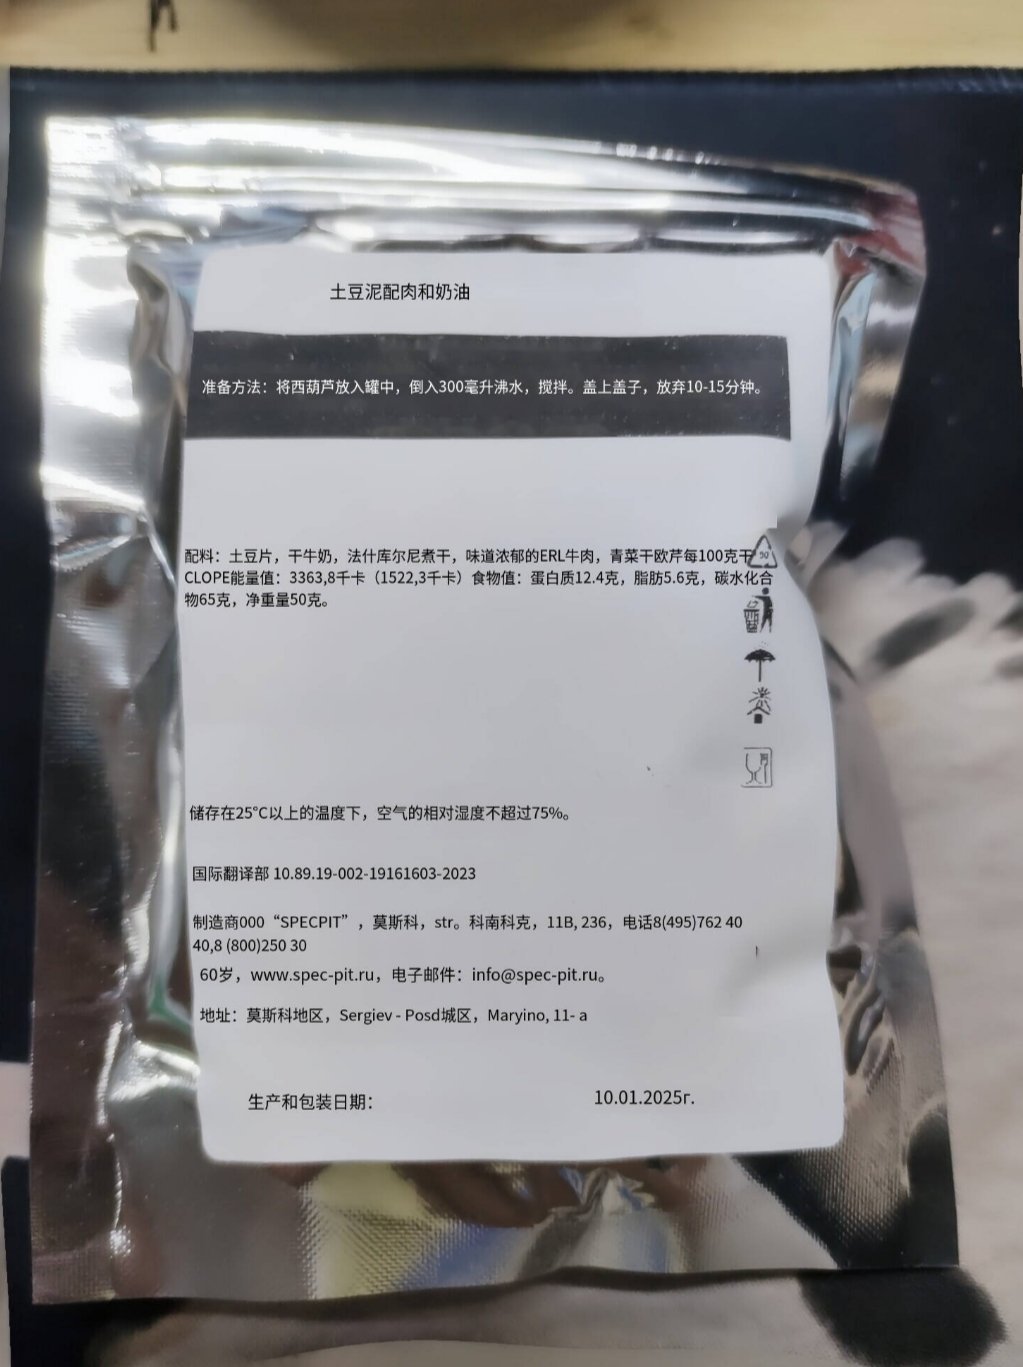 土豆泥配肉和奶油
准备方法：将西葫芦放入罐中，倒入300毫升沸水，搅拌。盖上盖子，放弃10-15分钟。
配料：土豆片，干牛奶，法什库尔尼煮干，味道浓郁的ERL牛肉，青菜干欧芹每100克干
CLOPE能量值：3363,8千卡（1522,3千卡）食物值：蛋白质12.4克，脂肪5.6克，碳水化合
物65克，净重量50克。
储存在25°C以上的温度下，空气的相对湿度不超过75%。
国际翻译部 10.89.19-002-19161603-2023
制造商000“SPECPIT”，莫斯科，str。科南科克，11B, 236，电话8(495)762 40
40,8 (800)250 30
60岁，www.spec-pit.ru，电子邮件：info@spec-pit.ru。
地址：莫斯科地区，Sergiev - Posd城区，Maryino, 11- a
生产和包装日期： 10.01.2025г.